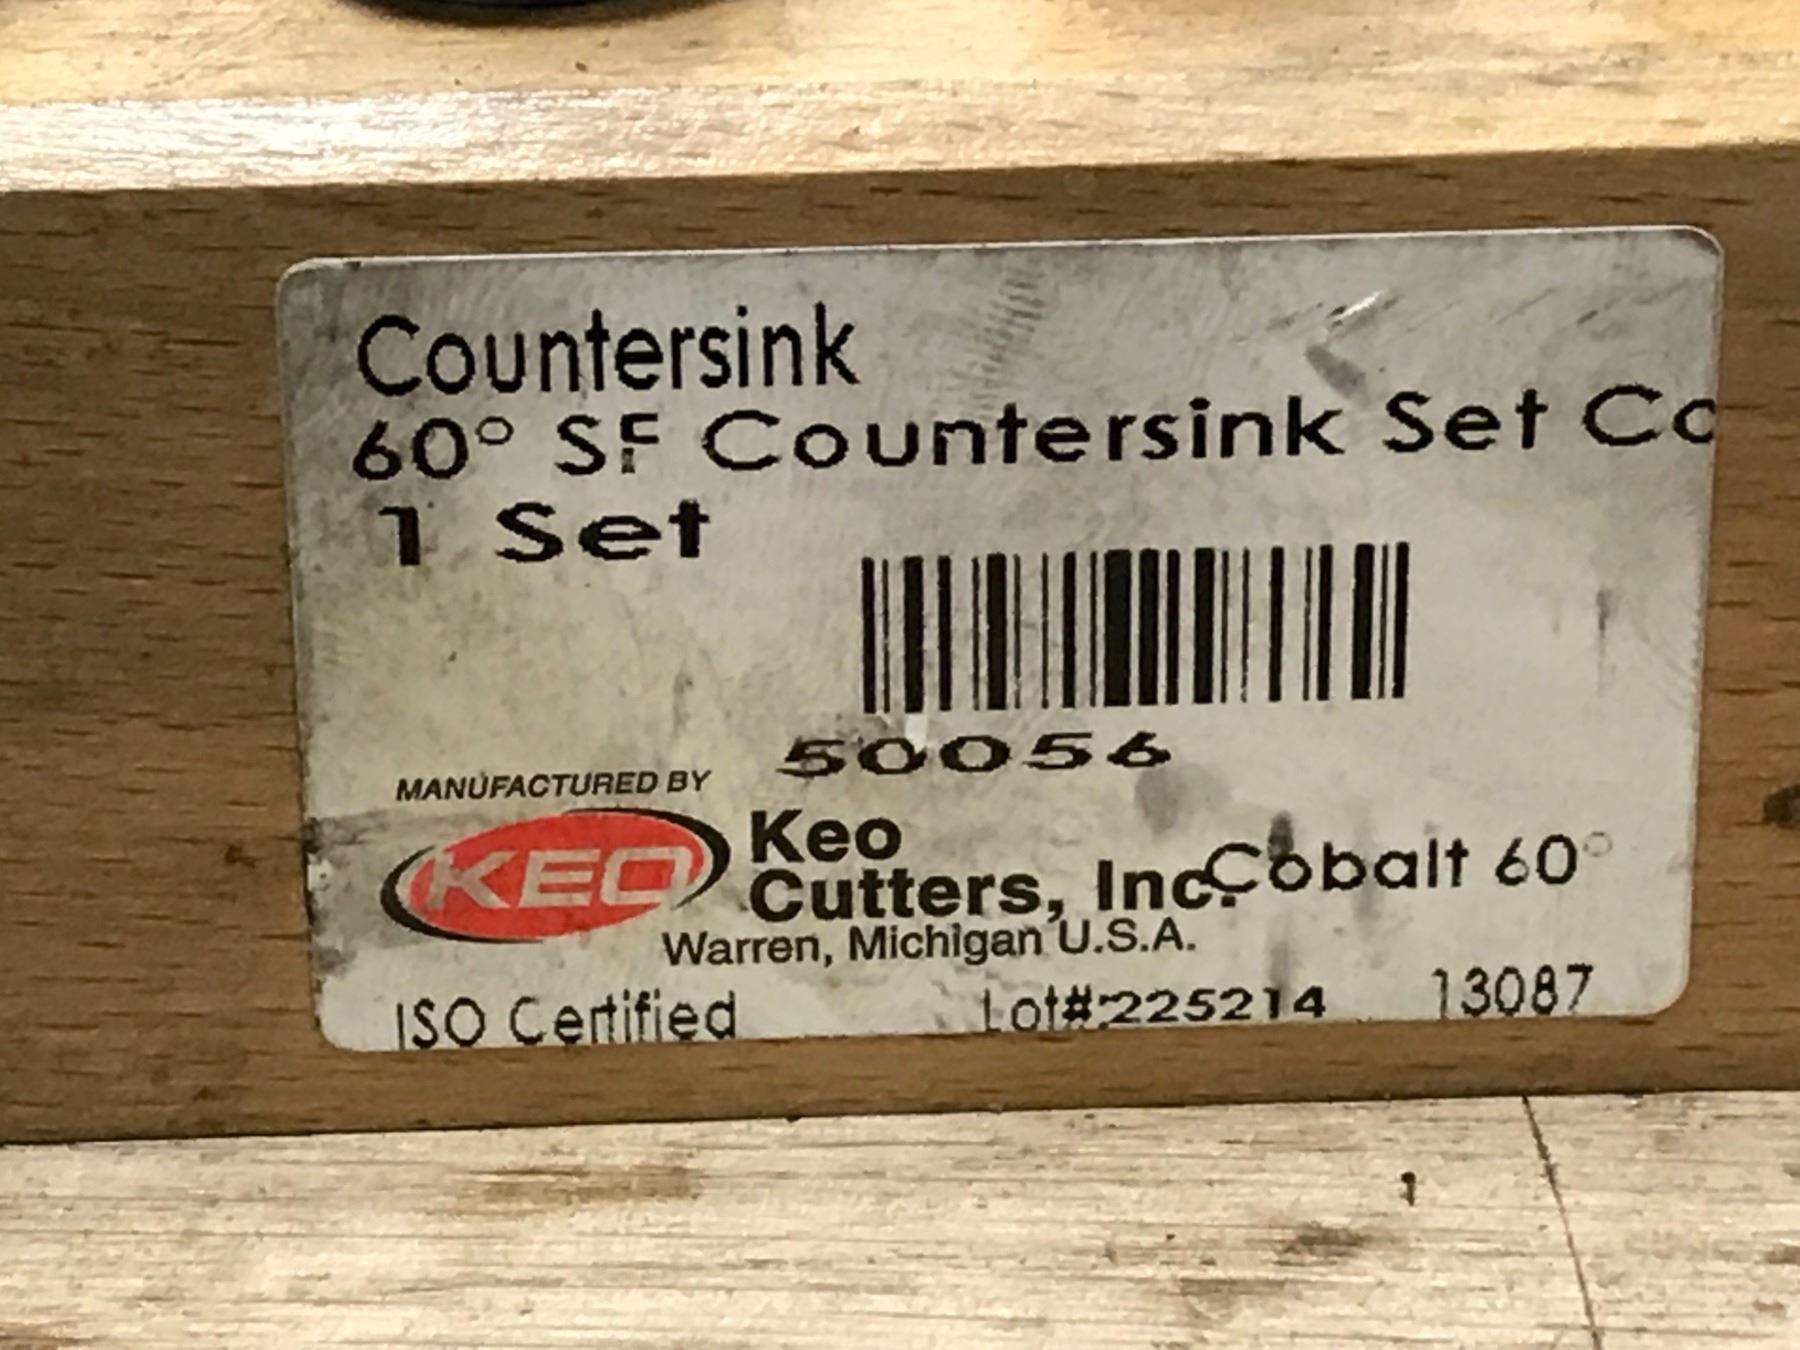 Countersink
60° SF Countersink Set Co
1 Set
50056
MANUFACTURED BY
KEO
Keo
Cutters, Inc.
Cobalt 60°
Warren, Michigan U.S.A.
ISO Certified
Lot#:225214
13087